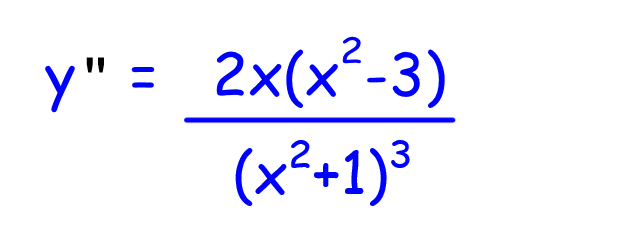 y" = 2x(x²-3)
(x²+1)³